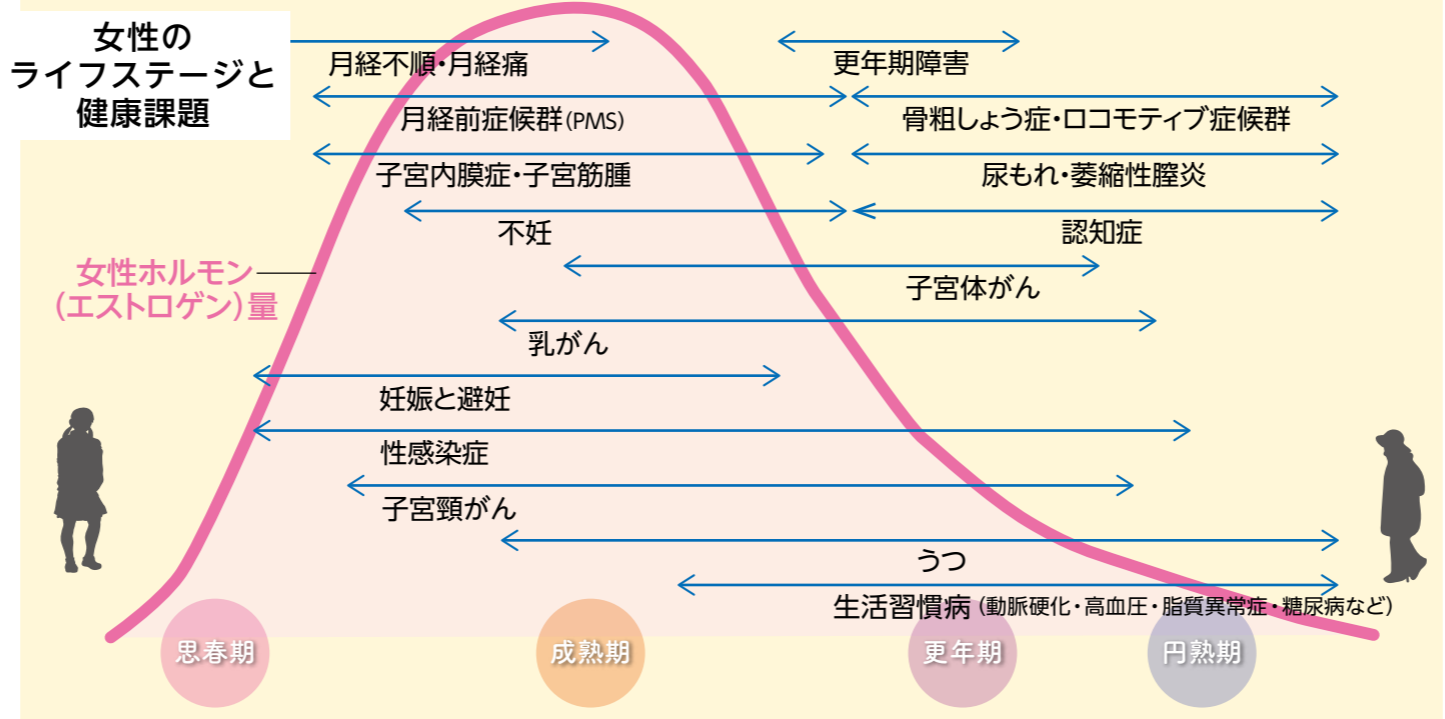 女性の
ライフステージと
健康課題
月経不順・月経痛
更年期障害
月経前症候群(PMS)
骨粗しょう症・ロコモティブ症候群
子宮内膜症・子宮筋腫
尿もれ・萎縮性膣炎
不妊
認知症
女性ホルモン
(エストロゲン)量
子宮体がん
乳がん
妊娠と避妊
性感染症
子宮頸がん
うつ
生活習慣病(動脈硬化・高血圧・脂質異常症・糖尿病など)
思春期
成熟期
更年期
円熟期